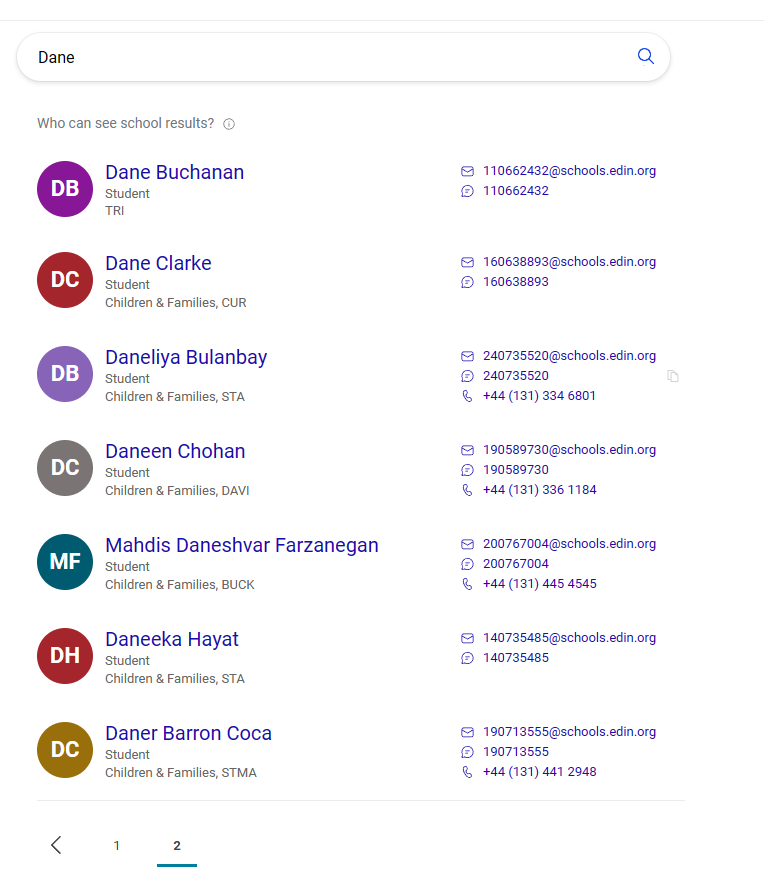 Dane
Who can see school results?
DB
Dane Buchanan
Student
TRI
110662432@schools.edin.org
110662432
DC
Dane Clarke
Student
Children & Families, CUR
160638893@schools.edin.org
160638893
DB
Daneliya Bulanbay
Student
Children & Families, STA
240735520@schools.edin.org
240735520
+44 (131) 334 6801
DC
Daneen Chohan
Student
Children & Families, DAVI
190589730@schools.edin.org
190589730
+44 (131) 336 1184
MF
Mahdis Daneshvar Farzanegan
Student
Children & Families, BUCK
200767004@schools.edin.org
200767004
+44 (131) 445 4545
DH
Daneeka Hayat
Student
Children & Families, STA
140735485@schools.edin.org
140735485
DC
Daner Barron Coca
Student
Children & Families, STMA
190713555@schools.edin.org
190713555
+44 (131) 441 2948
1 2